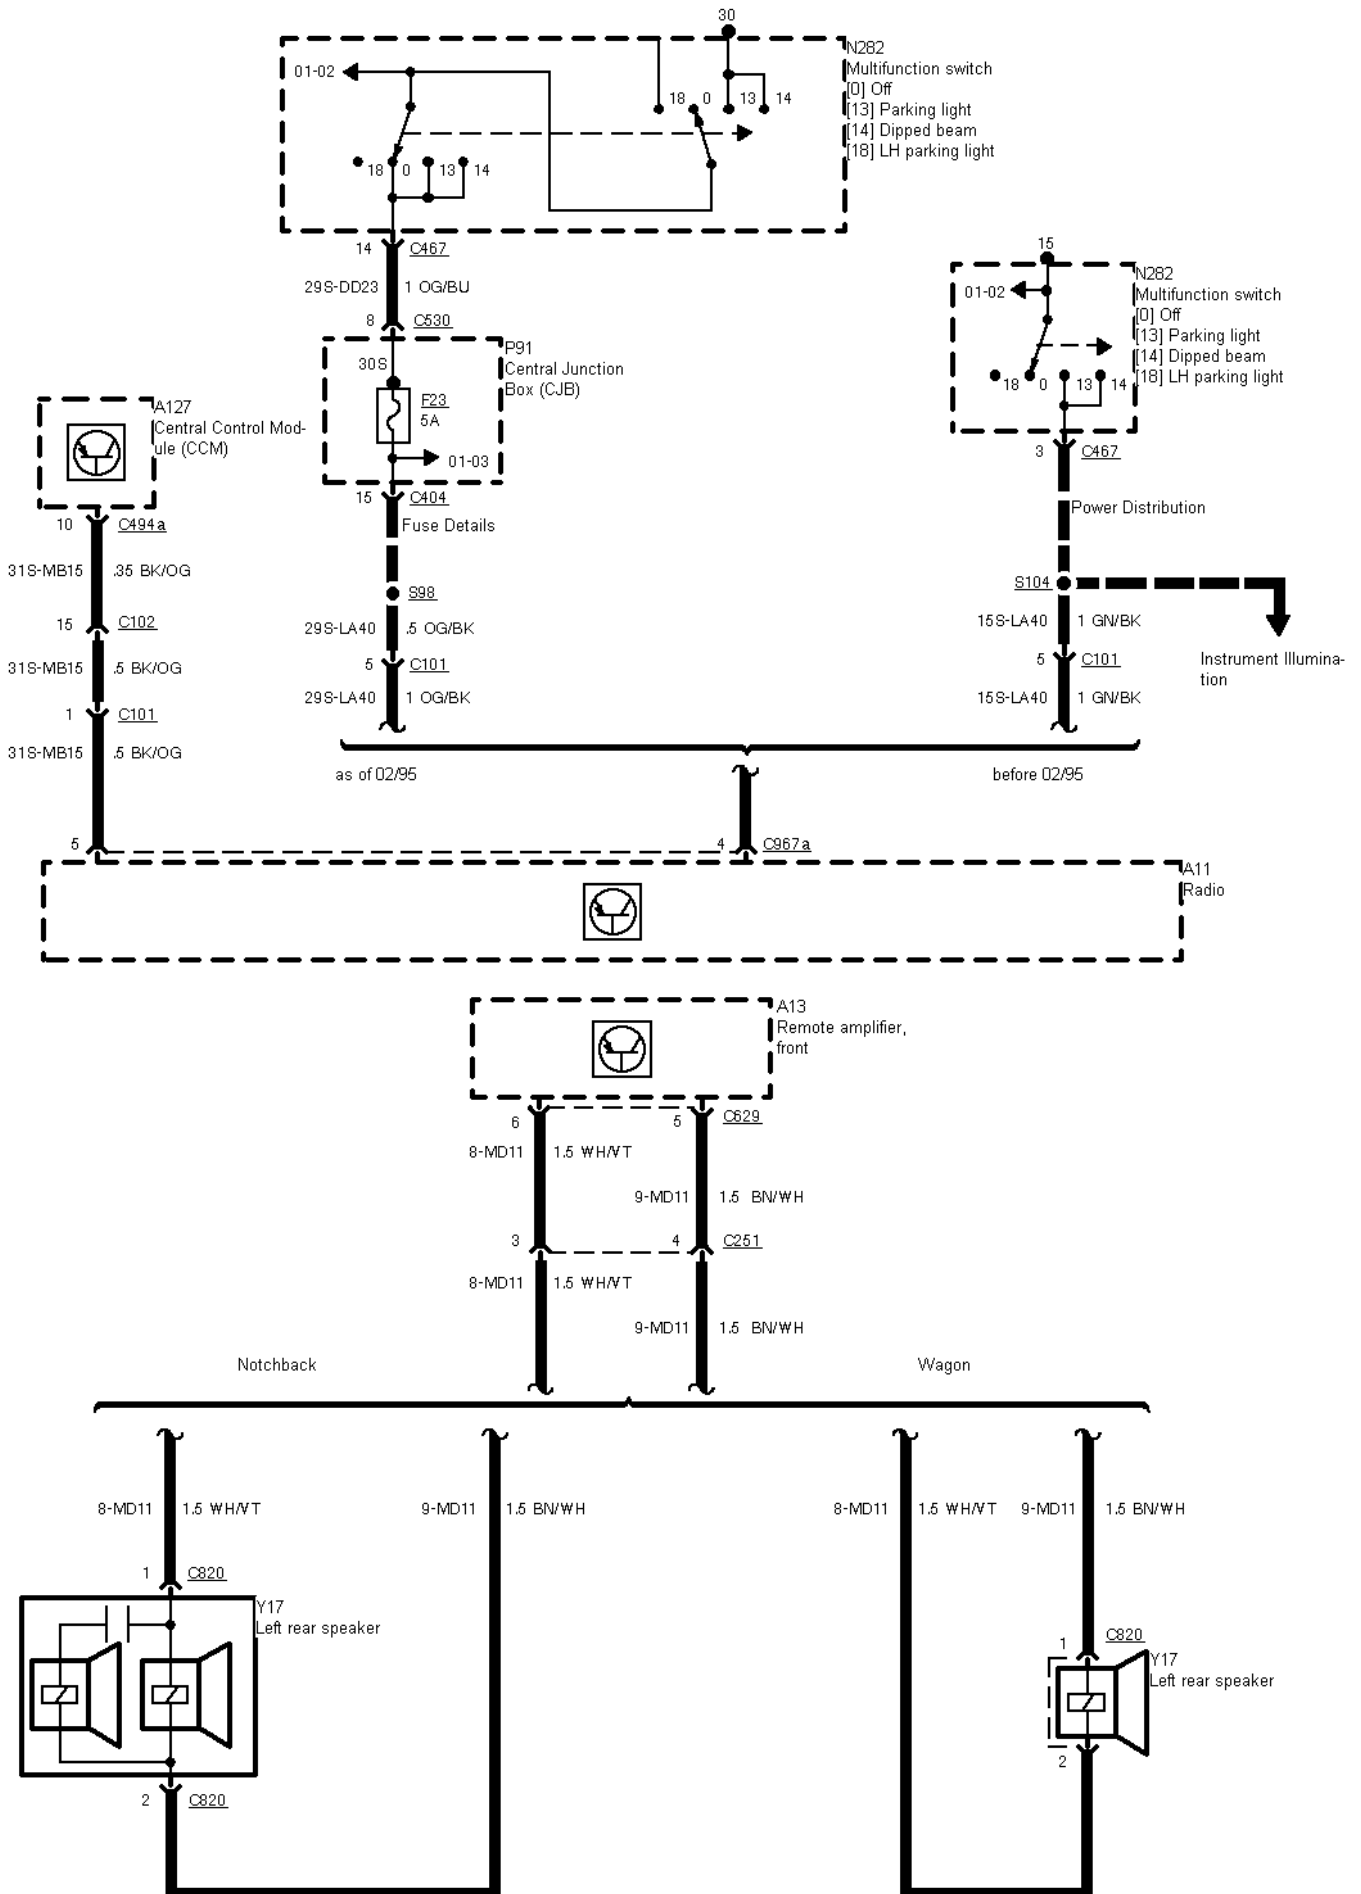 30
N282
Multifunction switch
[0] Off
[13] Parking light
[14] Dipped beam
[18] LH parking light
01-02
18 0 13 14
18 0 13 14
14 C467
29S-DD23 1 OG/BU
8 C530
P91
Central Junction
Box (CJB)
30S
F23
5A
01-03
15 C404
Fuse Details
S98
29S-LA40 .5 OG/BK
5 C101
29S-LA40 1 OG/BK
as of 02/95
15
N282
Multifunction switch
[0] Off
[13] Parking light
[14] Dipped beam
[18] LH parking light
01-02
18 0 13 14
3 C467
Power Distribution
S104
15S-LA40 1 GN/BK
5 C101
15S-LA40 1 GN/BK
Instrument Illumina-
tion
before 02/95
A127
Central Control Mod-
ule (CCM)
10 C494a
31S-MB15 .35 BK/OG
15 C102
31S-MB15 .5 BK/OG
1 C101
31S-MB15 .5 BK/OG
5
4 C967a
A11
Radio
A13
Remote amplifier,
front
6 5 C629
8-MD11 1.5 WH/VT
9-MD11 1.5 BN/WH
3 4 C251
8-MD11 1.5 WH/VT
9-MD11 1.5 BN/WH
Notchback
Wagon
8-MD11 1.5 WH/VT
9-MD11 1.5 BN/WH
8-MD11 1.5 WH/VT
9-MD11 1.5 BN/WH
1 C820
Y17
Left rear speaker
2 C820
1 C820
Y17
Left rear speaker
2